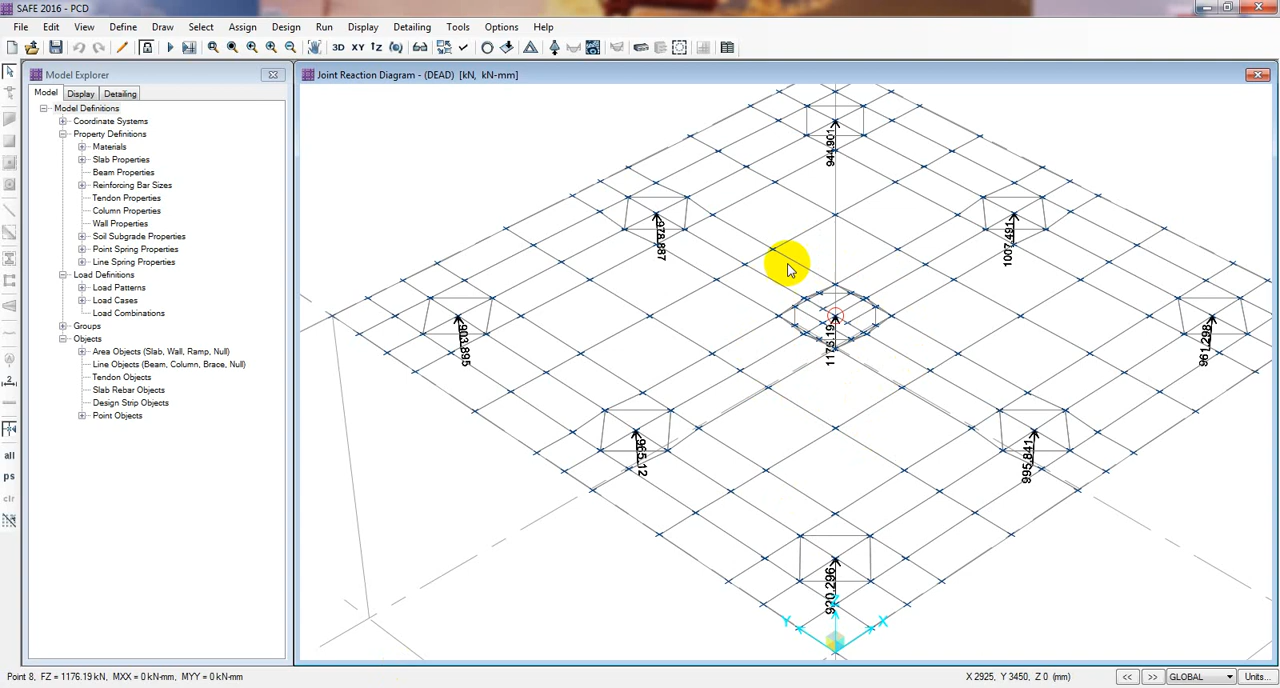 SAFE 2016 - PCD
File Edit View Define Draw Select Assign Design Run Display Detailing Tools Options Help
3D XY
Model Explorer
Model Display Detailing
Model Definitions
Coordinate Systems
Property Definitions
Materials
Slab Properties
Beam Properties
Reinforcing Bar Sizes
Tendon Properties
Column Properties
Wall Properties
Soil Subgrade Properties
Point Spring Properties
Line Spring Properties
Load Definitions
Load Patterns
Load Cases
Load Combinations
Groups
Objects
Area Objects (Slab, Wall, Ramp, Null)
Line Objects (Beam, Column, Brace, Null)
Tendon Objects
Slab Rebar Objects
Design Strip Objects
Point Objects
all
ps
clr
Joint Reaction Diagram - (DEAD) [kN, kN-mm]
944.901
978.887
1007.491
903.895
1176.19
961.298
965.12
995.841
920.296
Y
X
Point 8, FZ = 1176.19 kN, MXX = 0 kN-mm, MYY = 0 kN-mm
X 2925, Y 3450, Z 0 (mm)
<< >> GLOBAL Units...